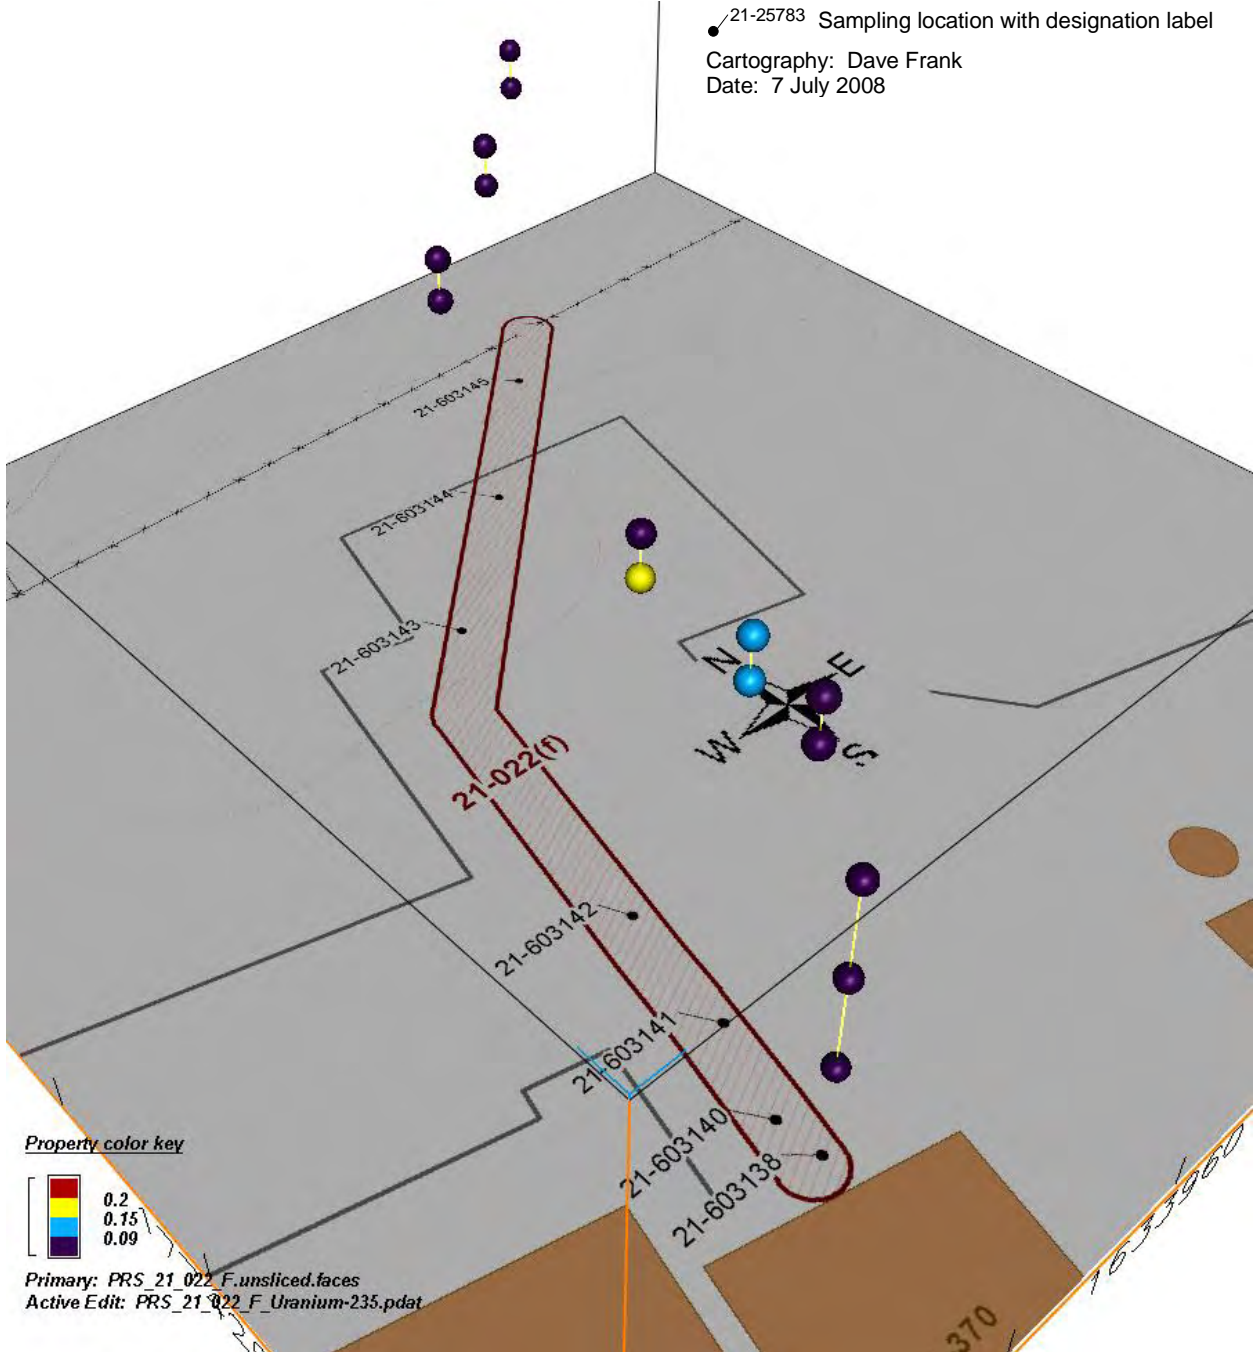 21-25783 Sampling location with designation label
Cartography: Dave Frank
Date: 7 July 2008
21-603145
21-603144
21-603143
N
E
W
S
21-022(f)
21-603142
21-603141
21-603140
21-603138
Property color key
0.2
0.15
0.09
1633960
370
Primary: PRS_21_022_F.unsliced.faces
Active Edit: PRS_21_022_F_Uranium-235.pdat